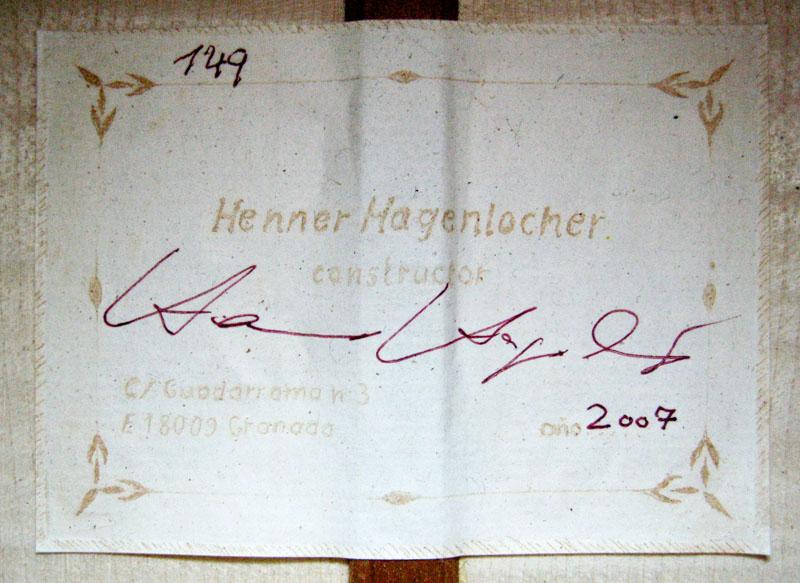 149
Henner Hagenlocher
constructor
C/ Guadarrama n 3
E 18009 Granada
año 2007